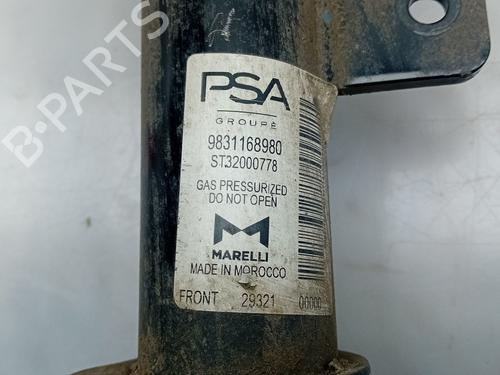 PSA
GROUPE
9831168980
ST32000778
GAS PRESSURIZED
DO NOT OPEN
MARELLI
MADE IN MOROCCO
FRONT 29321 00000
B-PARTS